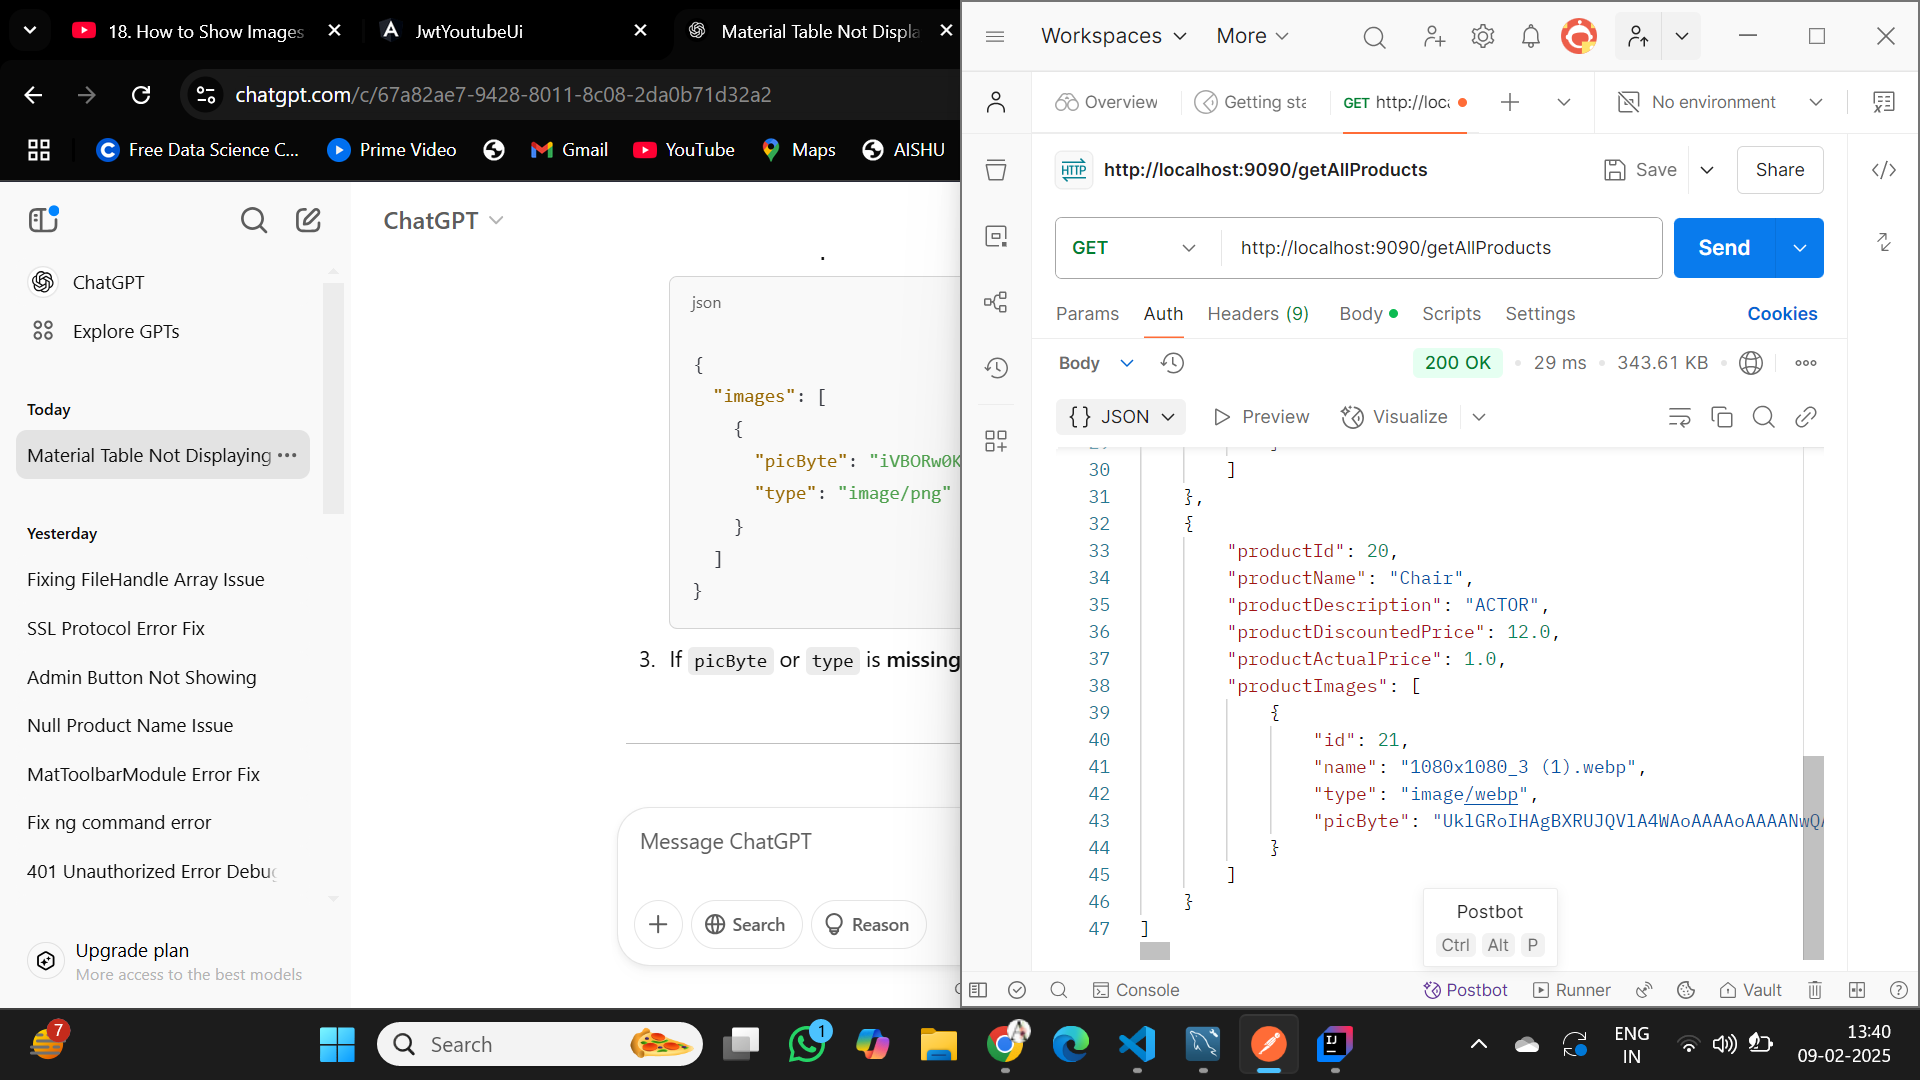 18. How to Show Images
JwtYoutubeUi
Material Table Not Displa
chatgpt.com/c/67a82ae7-9428-8011-8c08-2da0b71d32a2
Free Data Science C...
Prime Video
Gmail
YouTube
Maps
AISHU
ChatGPT
Explore GPTs
Today
Material Table Not Displaying
Yesterday
Fixing FileHandle Array Issue
SSL Protocol Error Fix
Admin Button Not Showing
Null Product Name Issue
MatToolbarModule Error Fix
Fix ng command error
401 Unauthorized Error Debug
Upgrade plan
More access to the best models
ChatGPT
json
{
"images": [
{
"picByte": "iVBORw0K
"type": "image/png"
}
]
}
3. If picByte or type is missing
Message ChatGPT
Search
Reason
Workspaces
More
Overview
Getting sta
GET http://loca
No environment
HTTP
http://localhost:9090/getAllProducts
Save
Share
GET
http://localhost:9090/getAllProducts
Send
Params
Auth
Headers (9)
Body
Scripts
Settings
Cookies
Body
200 OK
29 ms
343.61 KB
{} JSON
Preview
Visualize
29 }
30 ]
31 },
32 {
33 "productId": 20,
34 "productName": "Chair",
35 "productDescription": "ACTOR",
36 "productDiscountedPrice": 12.0,
37 "productActualPrice": 1.0,
38 "productImages": [
39 {
40 "id": 21,
41 "name": "1080x1080_3 (1).webp",
42 "type": "image/webp",
43 "picByte": "UklGRoIHAgBXRUJQVlA4WAoAAAAoAAAANwQA
44 }
45 ]
46 }
47 ]
Postbot
Ctrl Alt P
Console
Postbot
Runner
Vault
7
Search
1
ENG
IN
13:40
09-02-2025